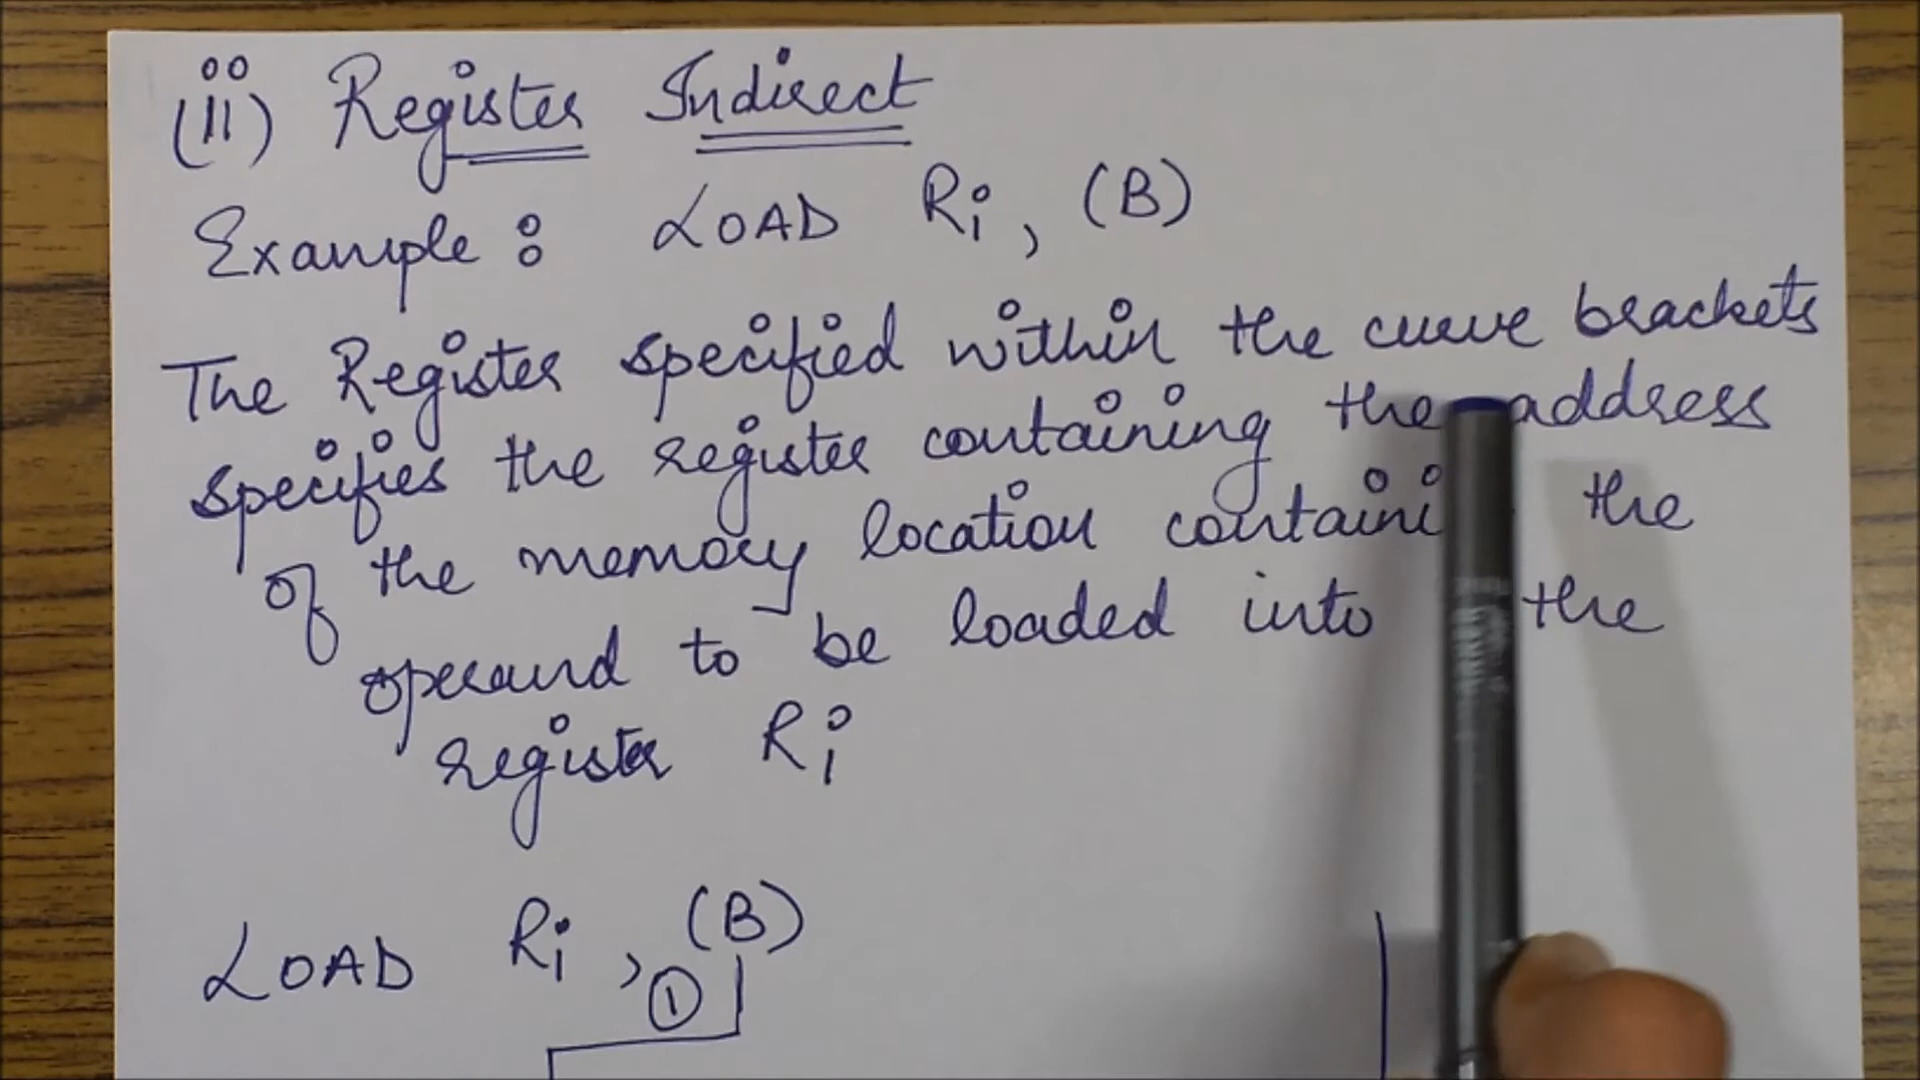 (ii) Register Indirect
Example : LOAD Ri, (B)
The Register specified within the curve brackets
specifies the register containing the address
of the memory location the
operand to be loaded into the
register Ri
LOAD Ri, (B)
①